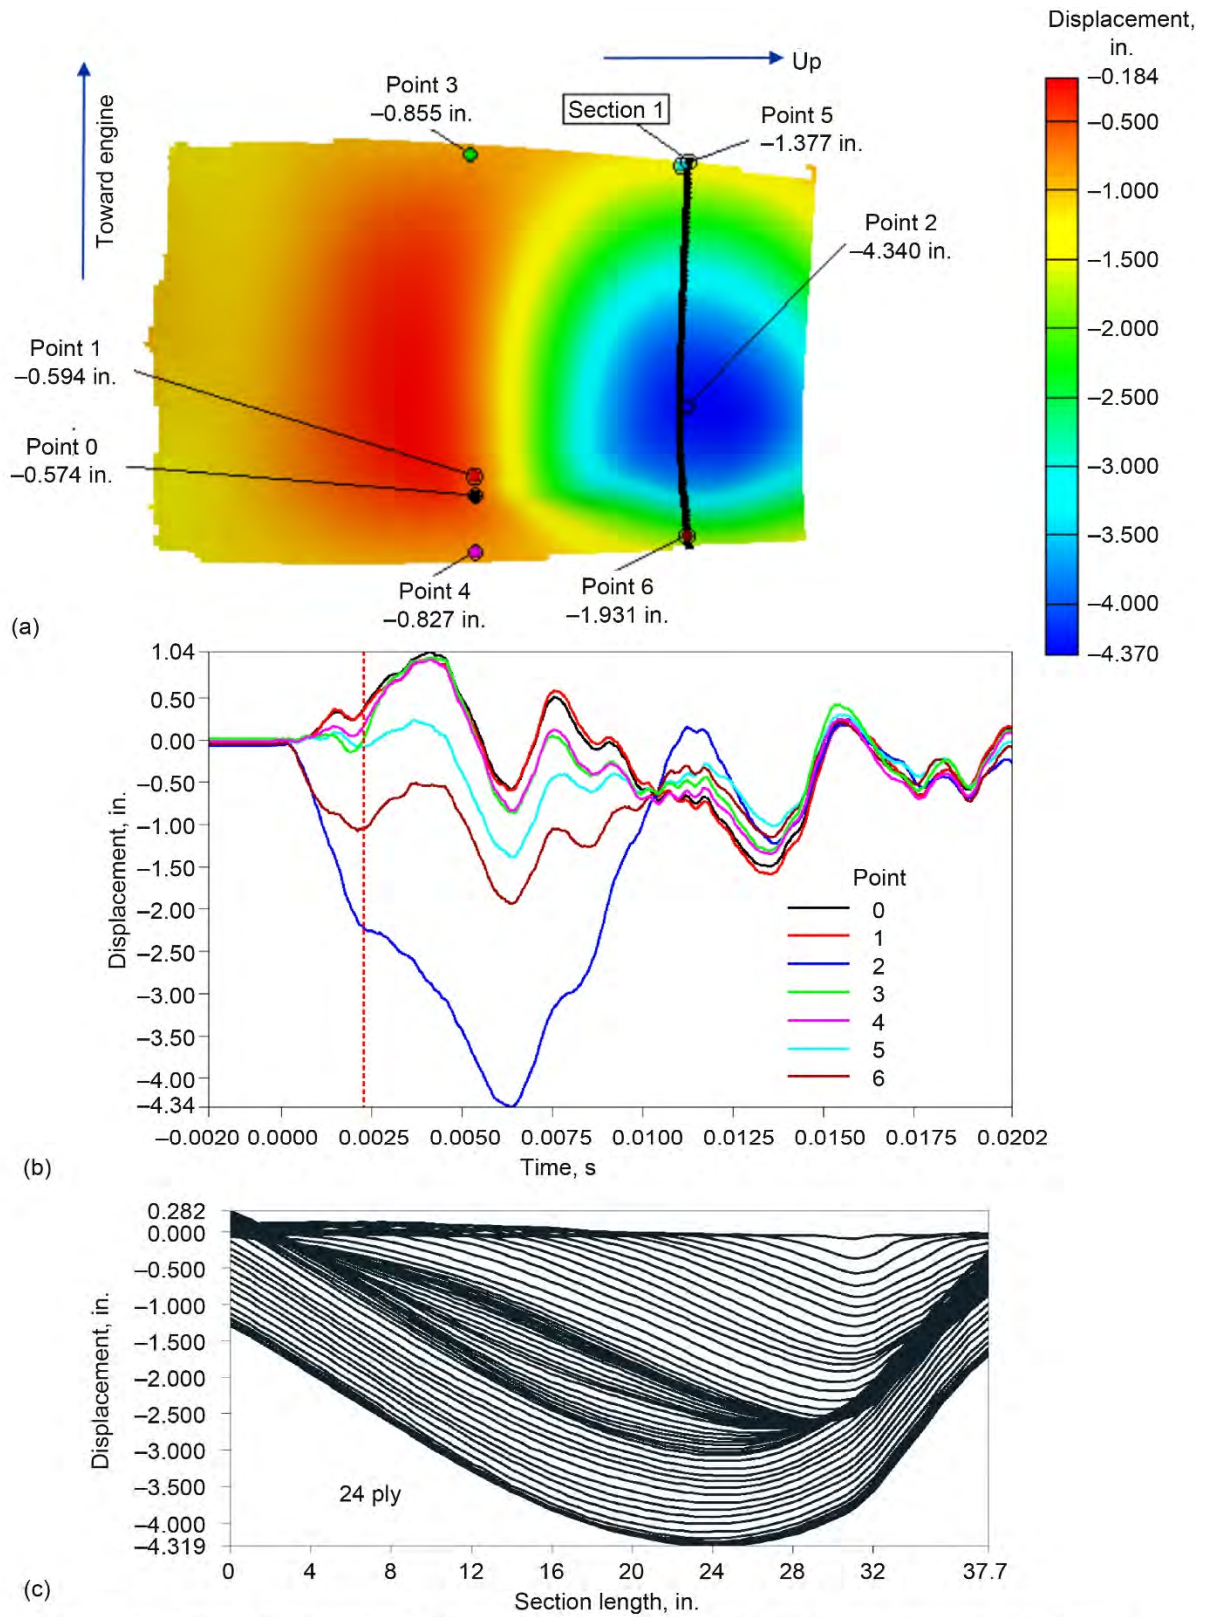 (a)
Displacement,
in.
−0.184
−0.500
−1.000
−1.500
−2.000
−2.500
−3.000
−3.500
−4.000
−4.370
Up
Toward engine
Point 3
−0.855 in.
Section 1
Point 5
−1.377 in.
Point 2
−4.340 in.
Point 1
−0.594 in.
Point 0
−0.574 in.
Point 4
−0.827 in.
Point 6
−1.931 in.
(b)
Displacement, in.
1.04
0.50
0.00
−0.50
−1.00
−1.50
−2.00
−2.50
−3.00
−3.50
−4.00
−4.34
Point
0
1
2
3
4
5
6
−0.0020 0.0000 0.0025 0.0050 0.0075 0.0100 0.0125 0.0150 0.0175 0.0202
Time, s
(c)
Displacement, in.
0.282
0.000
−0.500
−1.000
−1.500
−2.000
−2.500
−3.000
−3.500
−4.000
−4.319
24 ply
0 4 8 12 16 20 24 28 32 37.7
Section length, in.